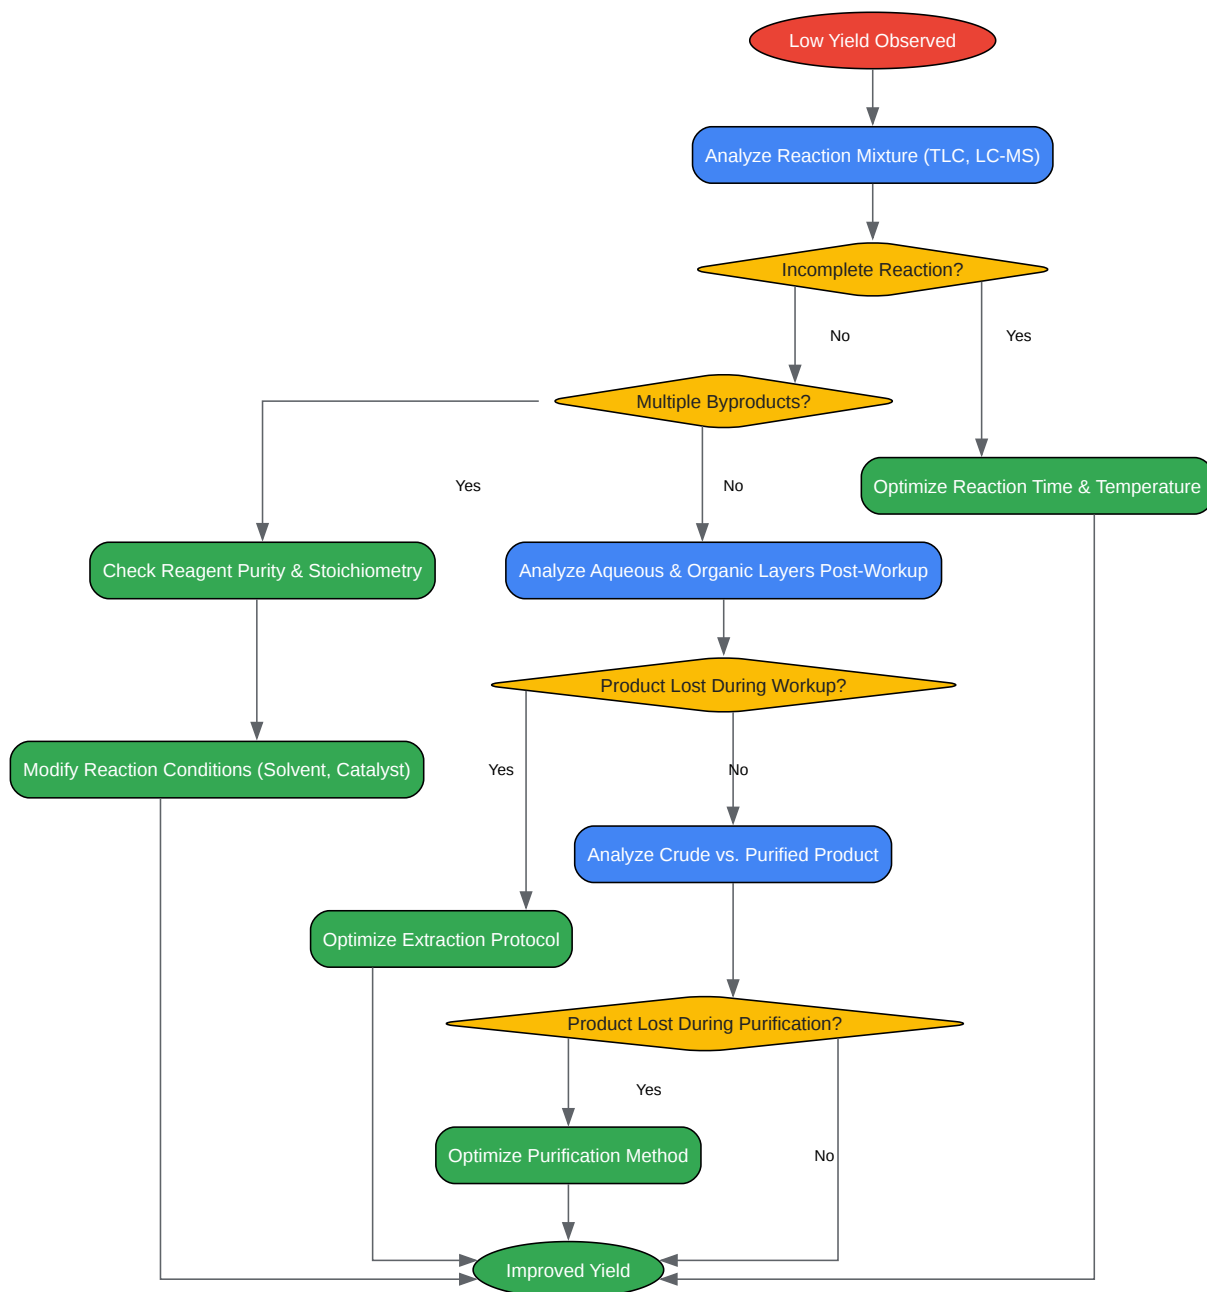 Low Yield Observed
Analyze Reaction Mixture (TLC, LC-MS)
Incomplete Reaction?
No
Yes
Multiple Byproducts?
Yes
No
Optimize Reaction Time & Temperature
Check Reagent Purity & Stoichiometry
Analyze Aqueous & Organic Layers Post-Workup
Product Lost During Workup?
Modify Reaction Conditions (Solvent, Catalyst)
Yes
No
Analyze Crude vs. Purified Product
Optimize Extraction Protocol
Product Lost During Purification?
Yes
Optimize Purification Method
No
Improved Yield